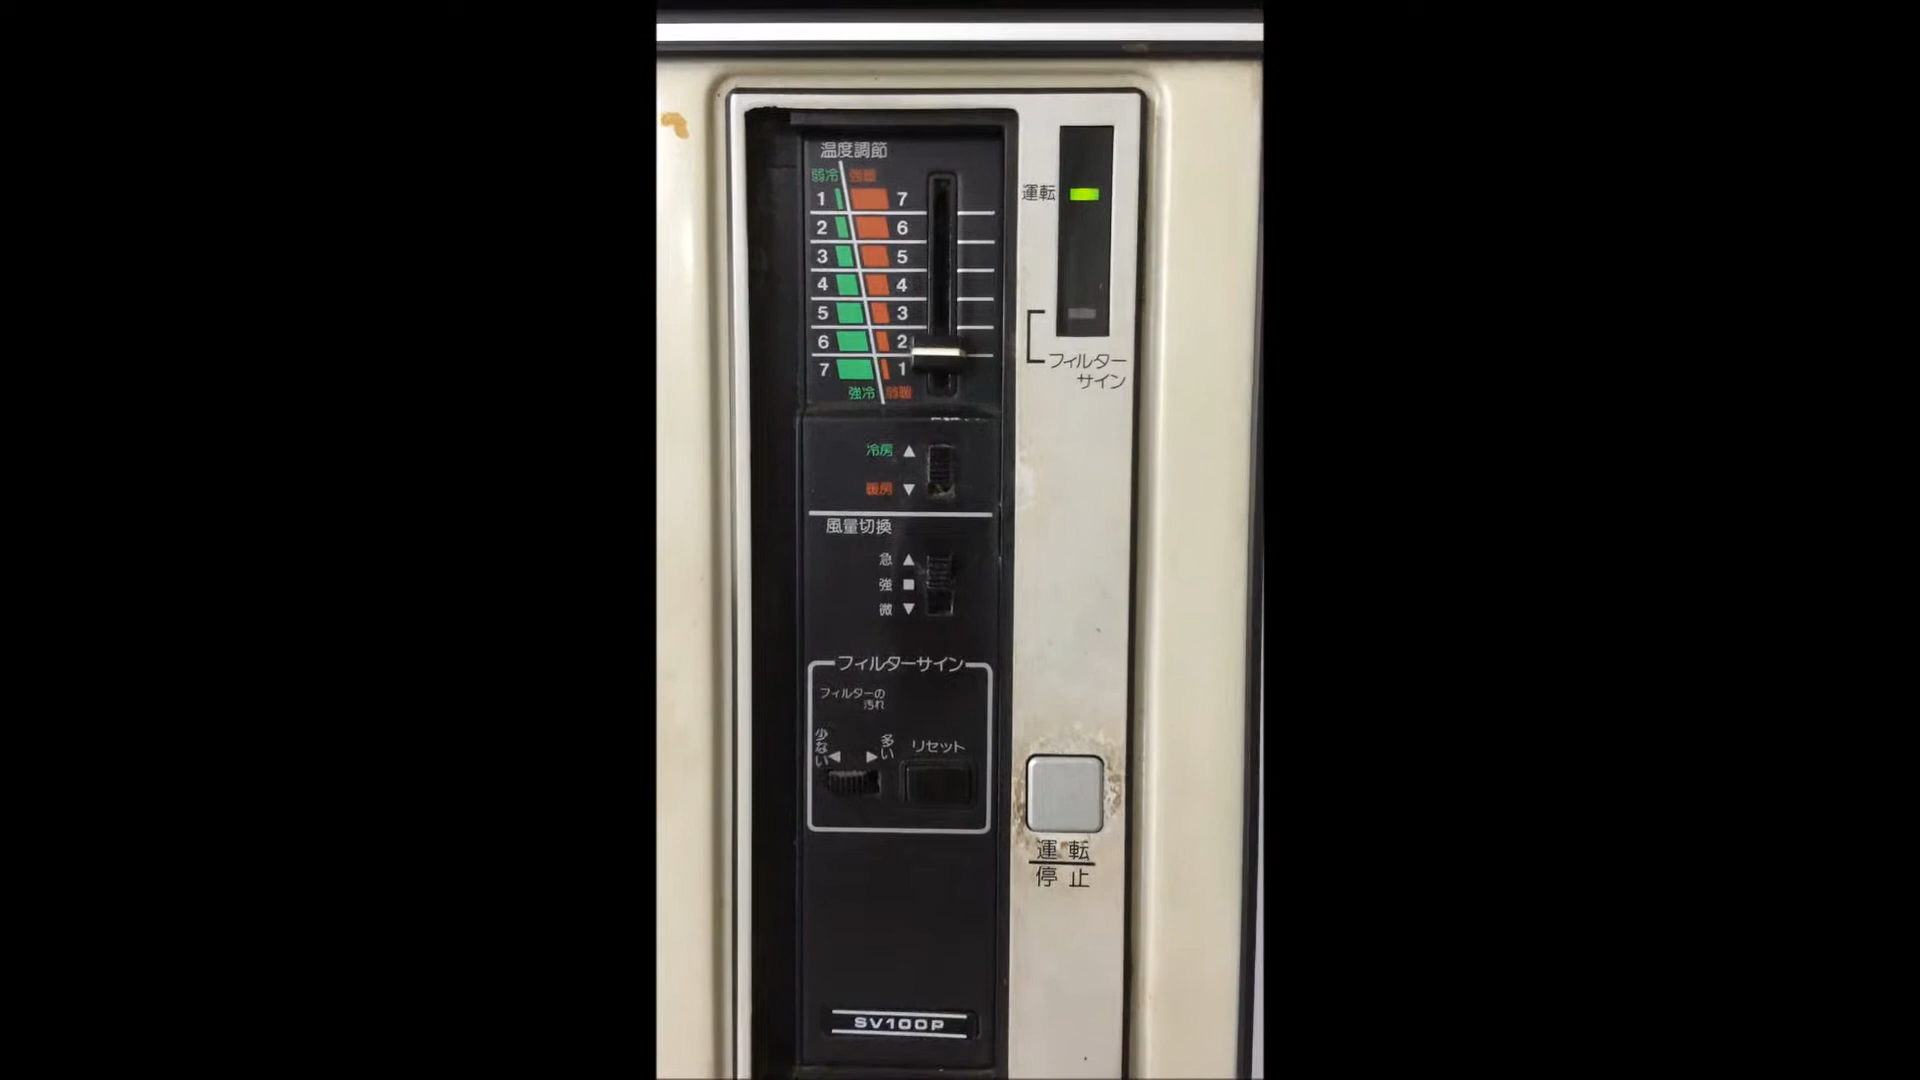 温度調節
弱冷 強暖
1 7
2 6
3 5
4 4
5 3
6 2
7 1
強冷 弱暖
運転
フィルター
サイン
冷房 ▲
暖房 ▼
風量切換
急 ▲
強 ■
微 ▼
フィルターサイン
フィルターの
汚れ
少ない ◀ ▶ 多い
リセット
運転
停止
SV100P